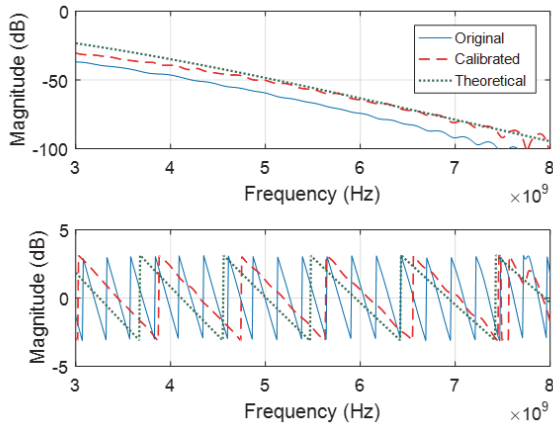 0
-50
-100
Magnitude (dB)
Original
Calibrated
Theoretical
3 4 5 6 7 8
Frequency (Hz)
×10⁹
5
0
-5
Magnitude (dB)
3 4 5 6 7 8
Frequency (Hz)
×10⁹